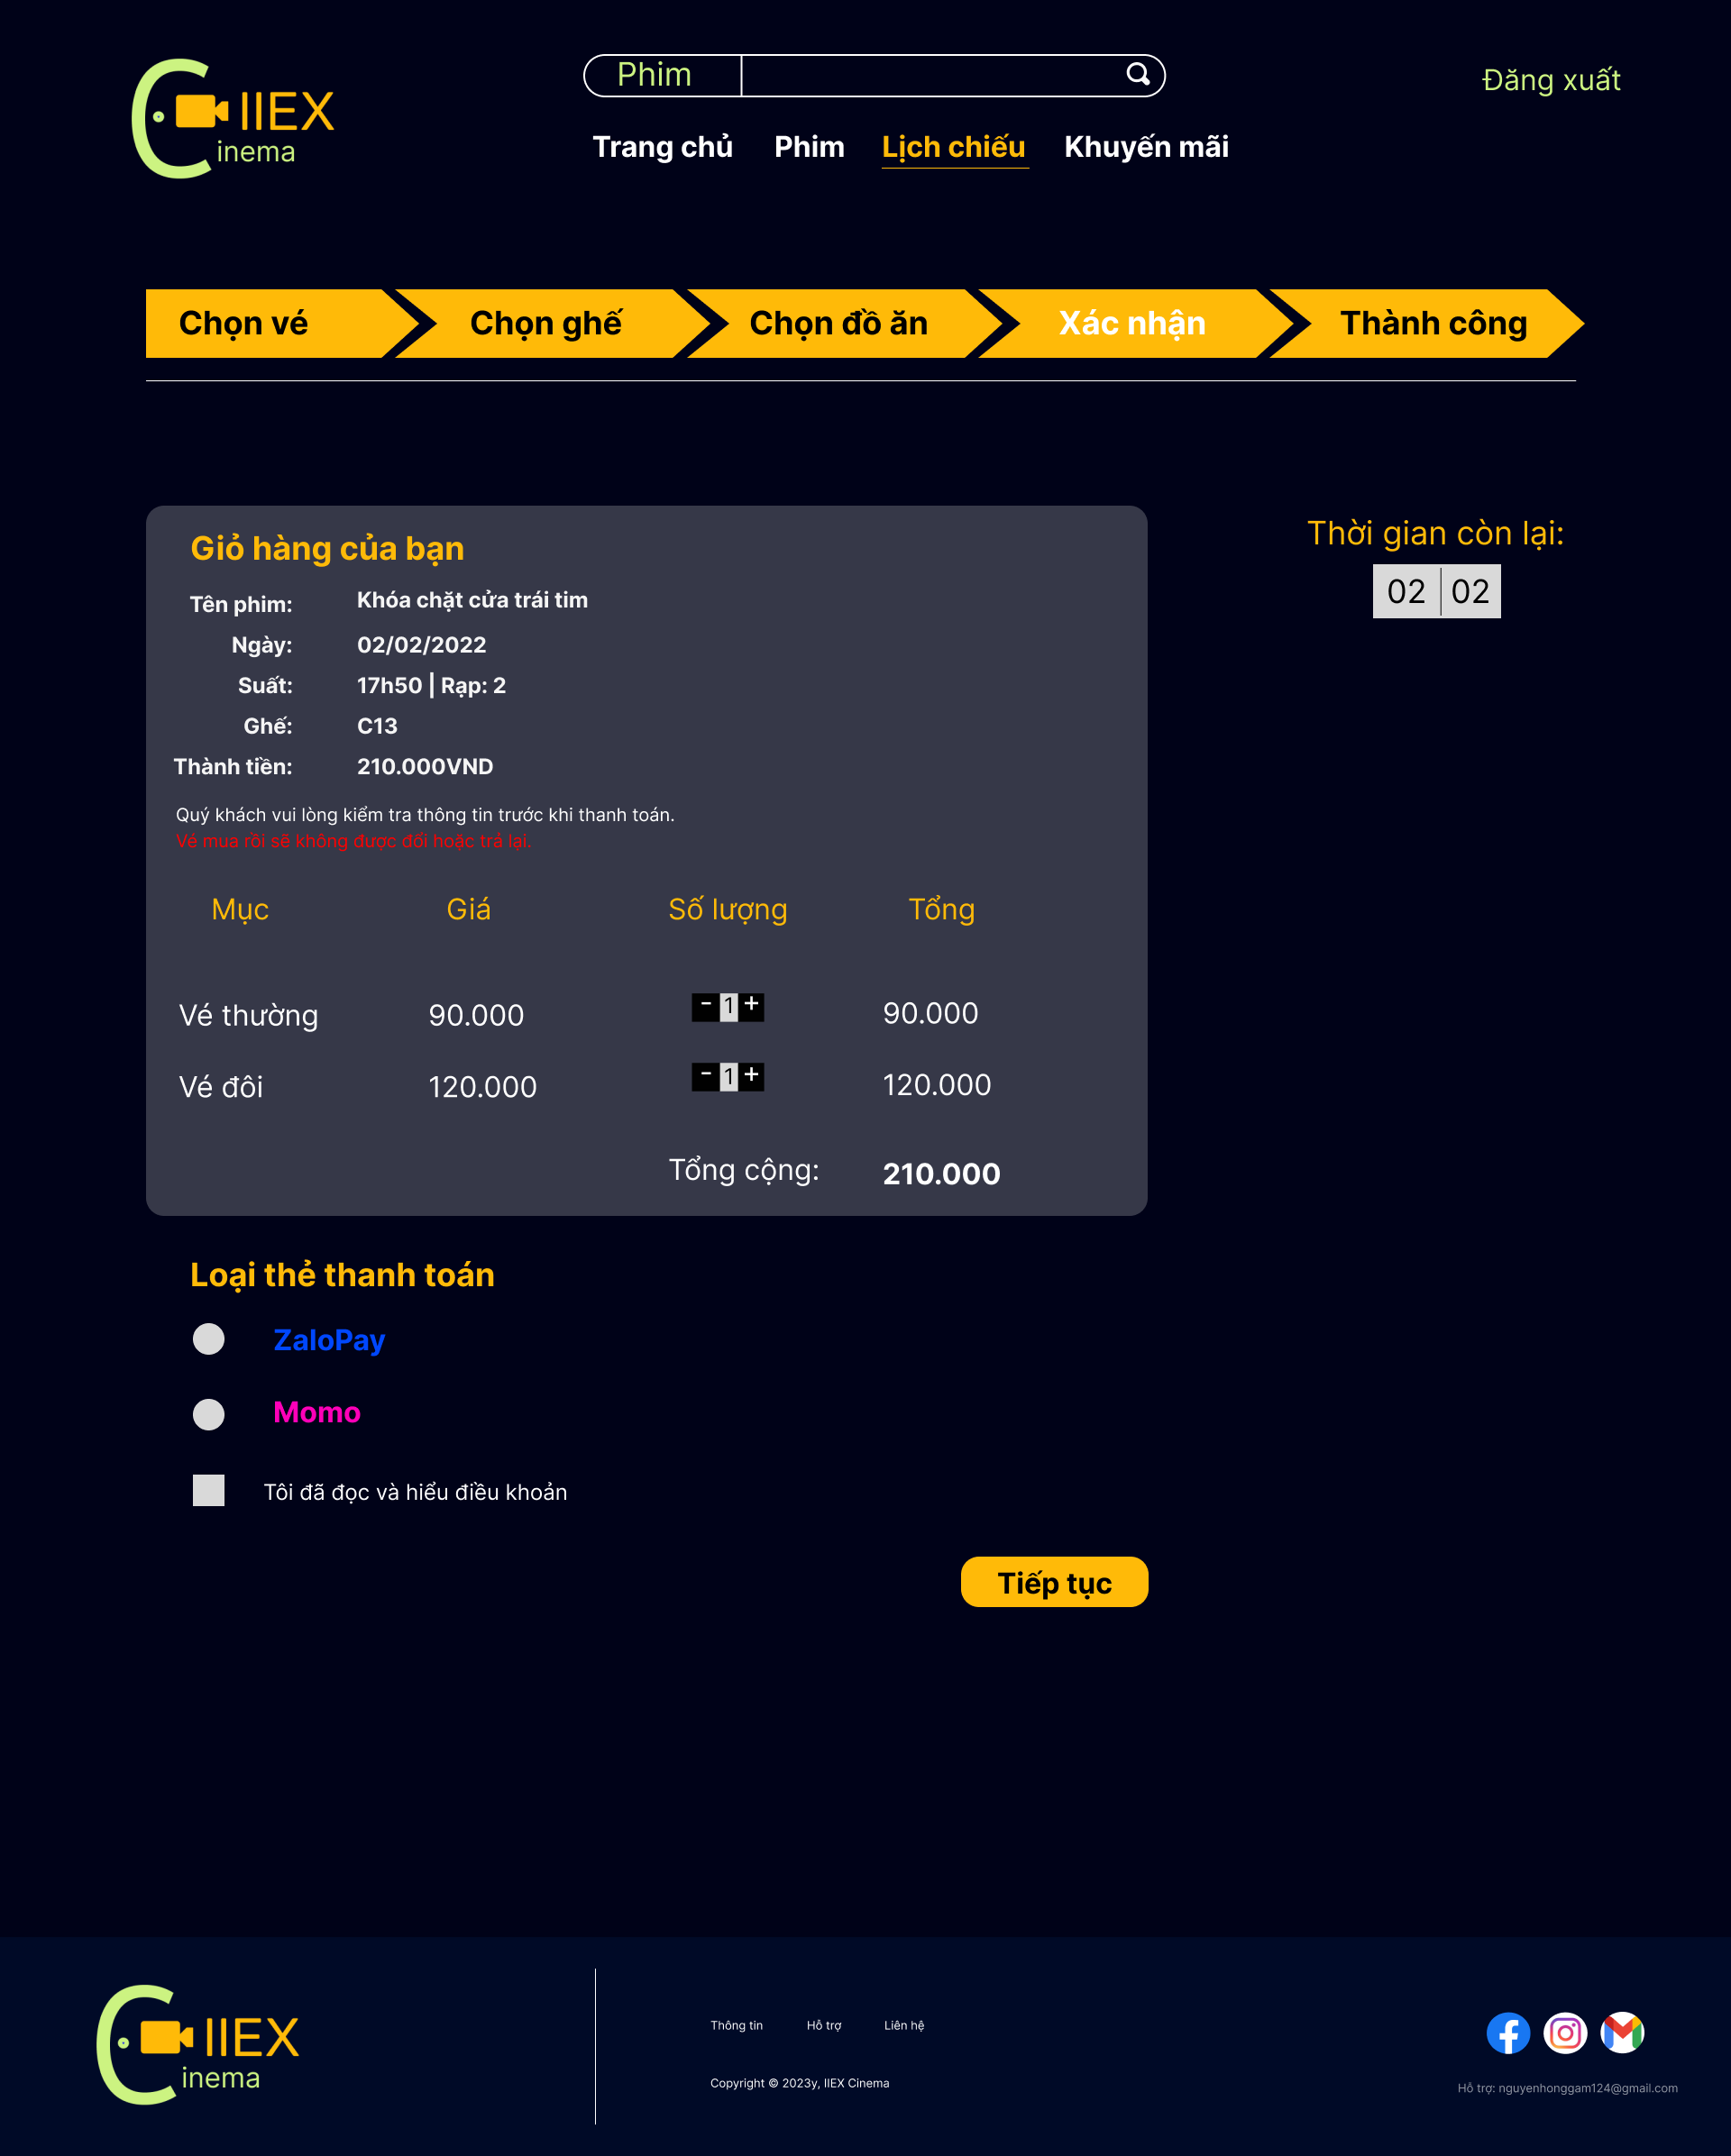 IIEX
inema
Phim
Đăng xuất
Trang chủ Phim Lịch chiếu Khuyến mãi
Chọn vé Chọn ghế Chọn đồ ăn Xác nhận Thành công
Giỏ hàng của bạn
Thời gian còn lại:
02 02
Tên phim: Khóa chặt cửa trái tim
Ngày: 02/02/2022
Suất: 17h50 | Rạp: 2
Ghế: C13
Thành tiền: 210.000VND
Quý khách vui lòng kiểm tra thông tin trước khi thanh toán.
Vé mua rồi sẽ không được đổi hoặc trả lại.
Mục Giá Số lượng Tổng
Vé thường 90.000 - 1 + 90.000
Vé đôi 120.000 - 1 + 120.000
Tổng cộng: 210.000
Loại thẻ thanh toán
ZaloPay
Momo
Tôi đã đọc và hiểu điều khoản
Tiếp tục
IIEX
inema
Thông tin Hỗ trợ Liên hệ
Copyright © 2023y, IIEX Cinema
Hỗ trợ: nguyenhonggam124@gmail.com